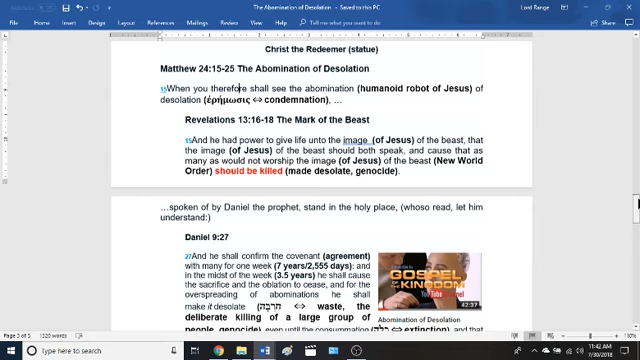 The Abomination of Desolation - Saved to this PC
Lord Range
File Home Insert Design Layout References Mailings Review View Help Tell me what you want to do
Christ the Redeemer (statue)
Matthew 24:15-25 The Abomination of Desolation
15When you therefore shall see the abomination (humanoid robot of Jesus) of
desolation (ἐρήμωσις ⇔ condemnation), …
Revelations 13:16-18 The Mark of the Beast
15And he had power to give life unto the image (of Jesus) of the beast, that
the image (of Jesus) of the beast should both speak, and cause that as
many as would not worship the image (of Jesus) of the beast (New World
Order) should be killed (made desolate, genocide).
…spoken of by Daniel the prophet, stand in the holy place, (whoso read, let him
understand:)
Daniel 9:27
27And he shall confirm the covenant (agreement)
with many for one week (7 years/2,555 days): and in
in the midst of the week (3.5 years) he shall cause
the sacrifice and the oblation to cease, and for
the overspreading of abominations he shall
make it desolate ⇔ waste, the
deliberate killing of a large group of
people, genocide), even until the consummation ⇔ extinction), and that
GOSPEL
KINGDOM
YouTube Channel
42:37
Abomination of Desolation
Page 5 of 5 1320 words
Type here to search
11:42 AM
7/30/2018